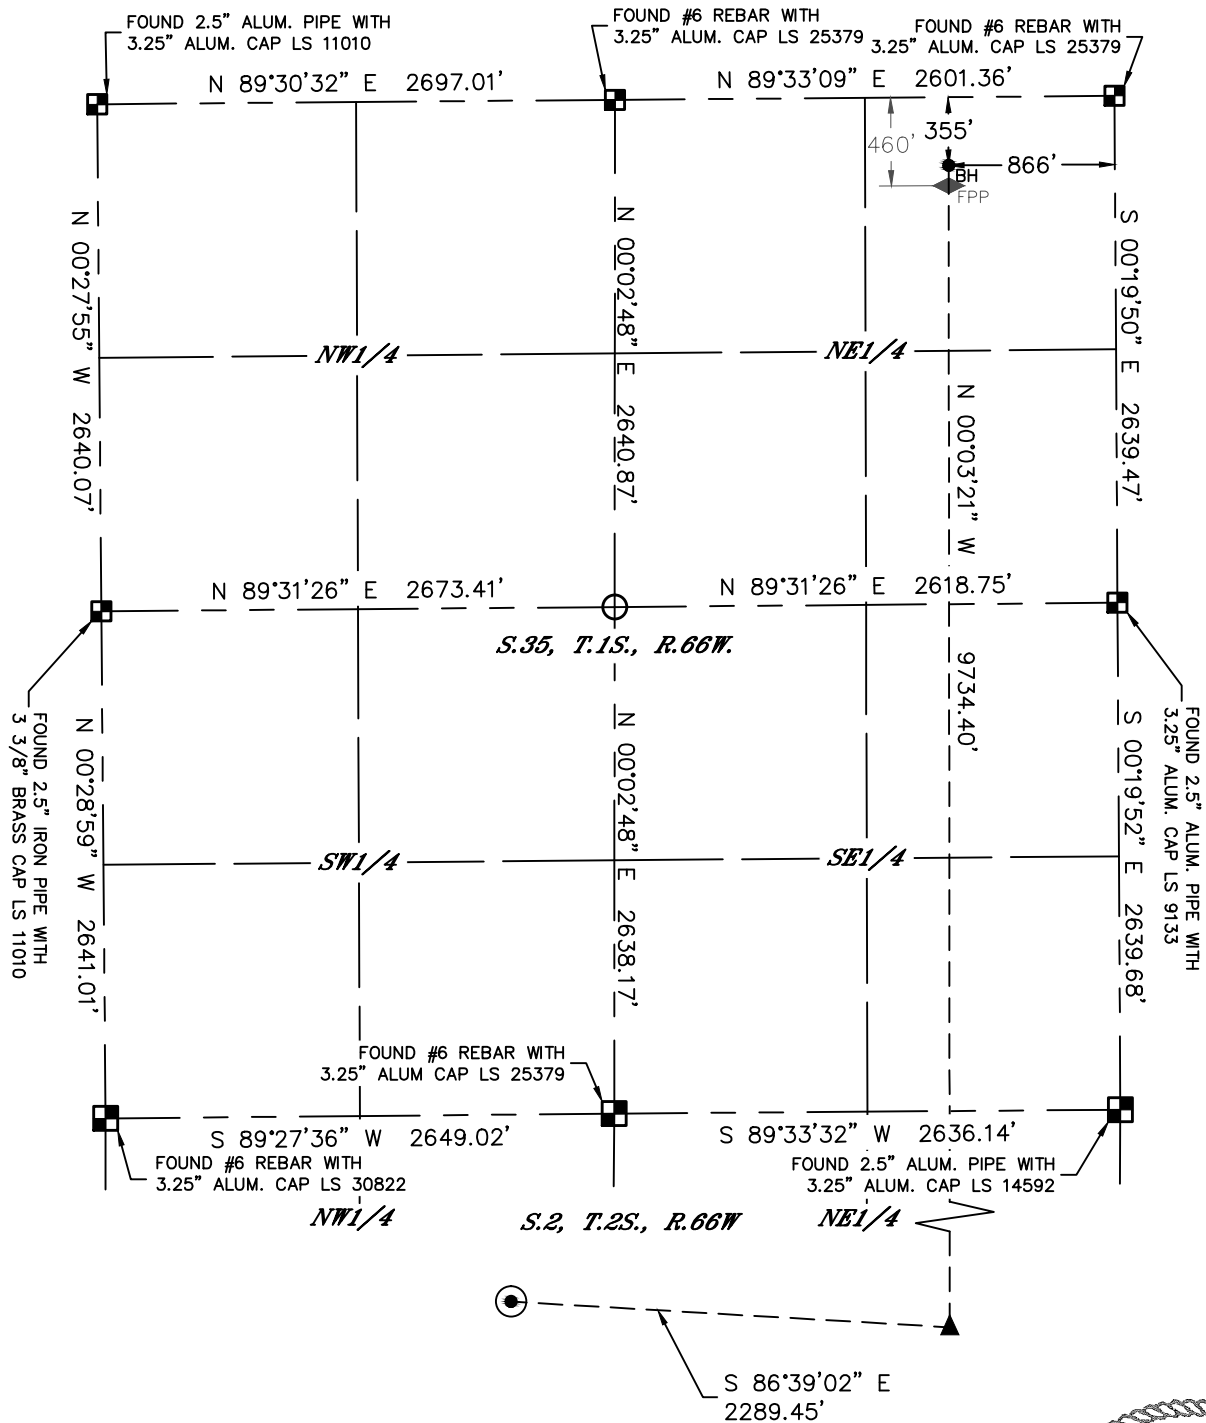 FOUND 2.5" ALUM. PIPE WITH
3.25" ALUM. CAP LS 11010
FOUND #6 REBAR WITH
3.25" ALUM. CAP LS 25379
FOUND #6 REBAR WITH
3.25" ALUM. CAP LS 25379
N 89°30'32" E 2697.01'
N 89°33'09" E 2601.36'
460'
355'
866'
BH
FPP
N 00°27'55" W 2640.07'
N 00°02'48" E 2640.87'
S 00°19'50" E 2639.47'
NW1/4
NE1/4
N 00°03'21" W 9734.40'
N 89°31'26" E 2673.41'
N 89°31'26" E 2618.75'
S.35, T.1S., R.66W.
FOUND 2.5" IRON PIPE WITH
3 3/8" BRASS CAP LS 11010
N 00°28'59" W 2641.01'
N 00°02'48" E 2638.17'
S 00°19'52" E 2639.68'
FOUND 2.5" ALUM. PIPE WITH
3.25" ALUM. CAP LS 9133
SW1/4
SE1/4
FOUND #6 REBAR WITH
3.25" ALUM CAP LS 25379
S 89°27'36" W 2649.02'
S 89°33'32" W 2636.14'
FOUND #6 REBAR WITH
3.25" ALUM. CAP LS 30822
FOUND 2.5" ALUM. PIPE WITH
3.25" ALUM. CAP LS 14592
NW1/4
S.2, T.2S., R.66W
NE1/4
S 86°39'02" E
2289.45'